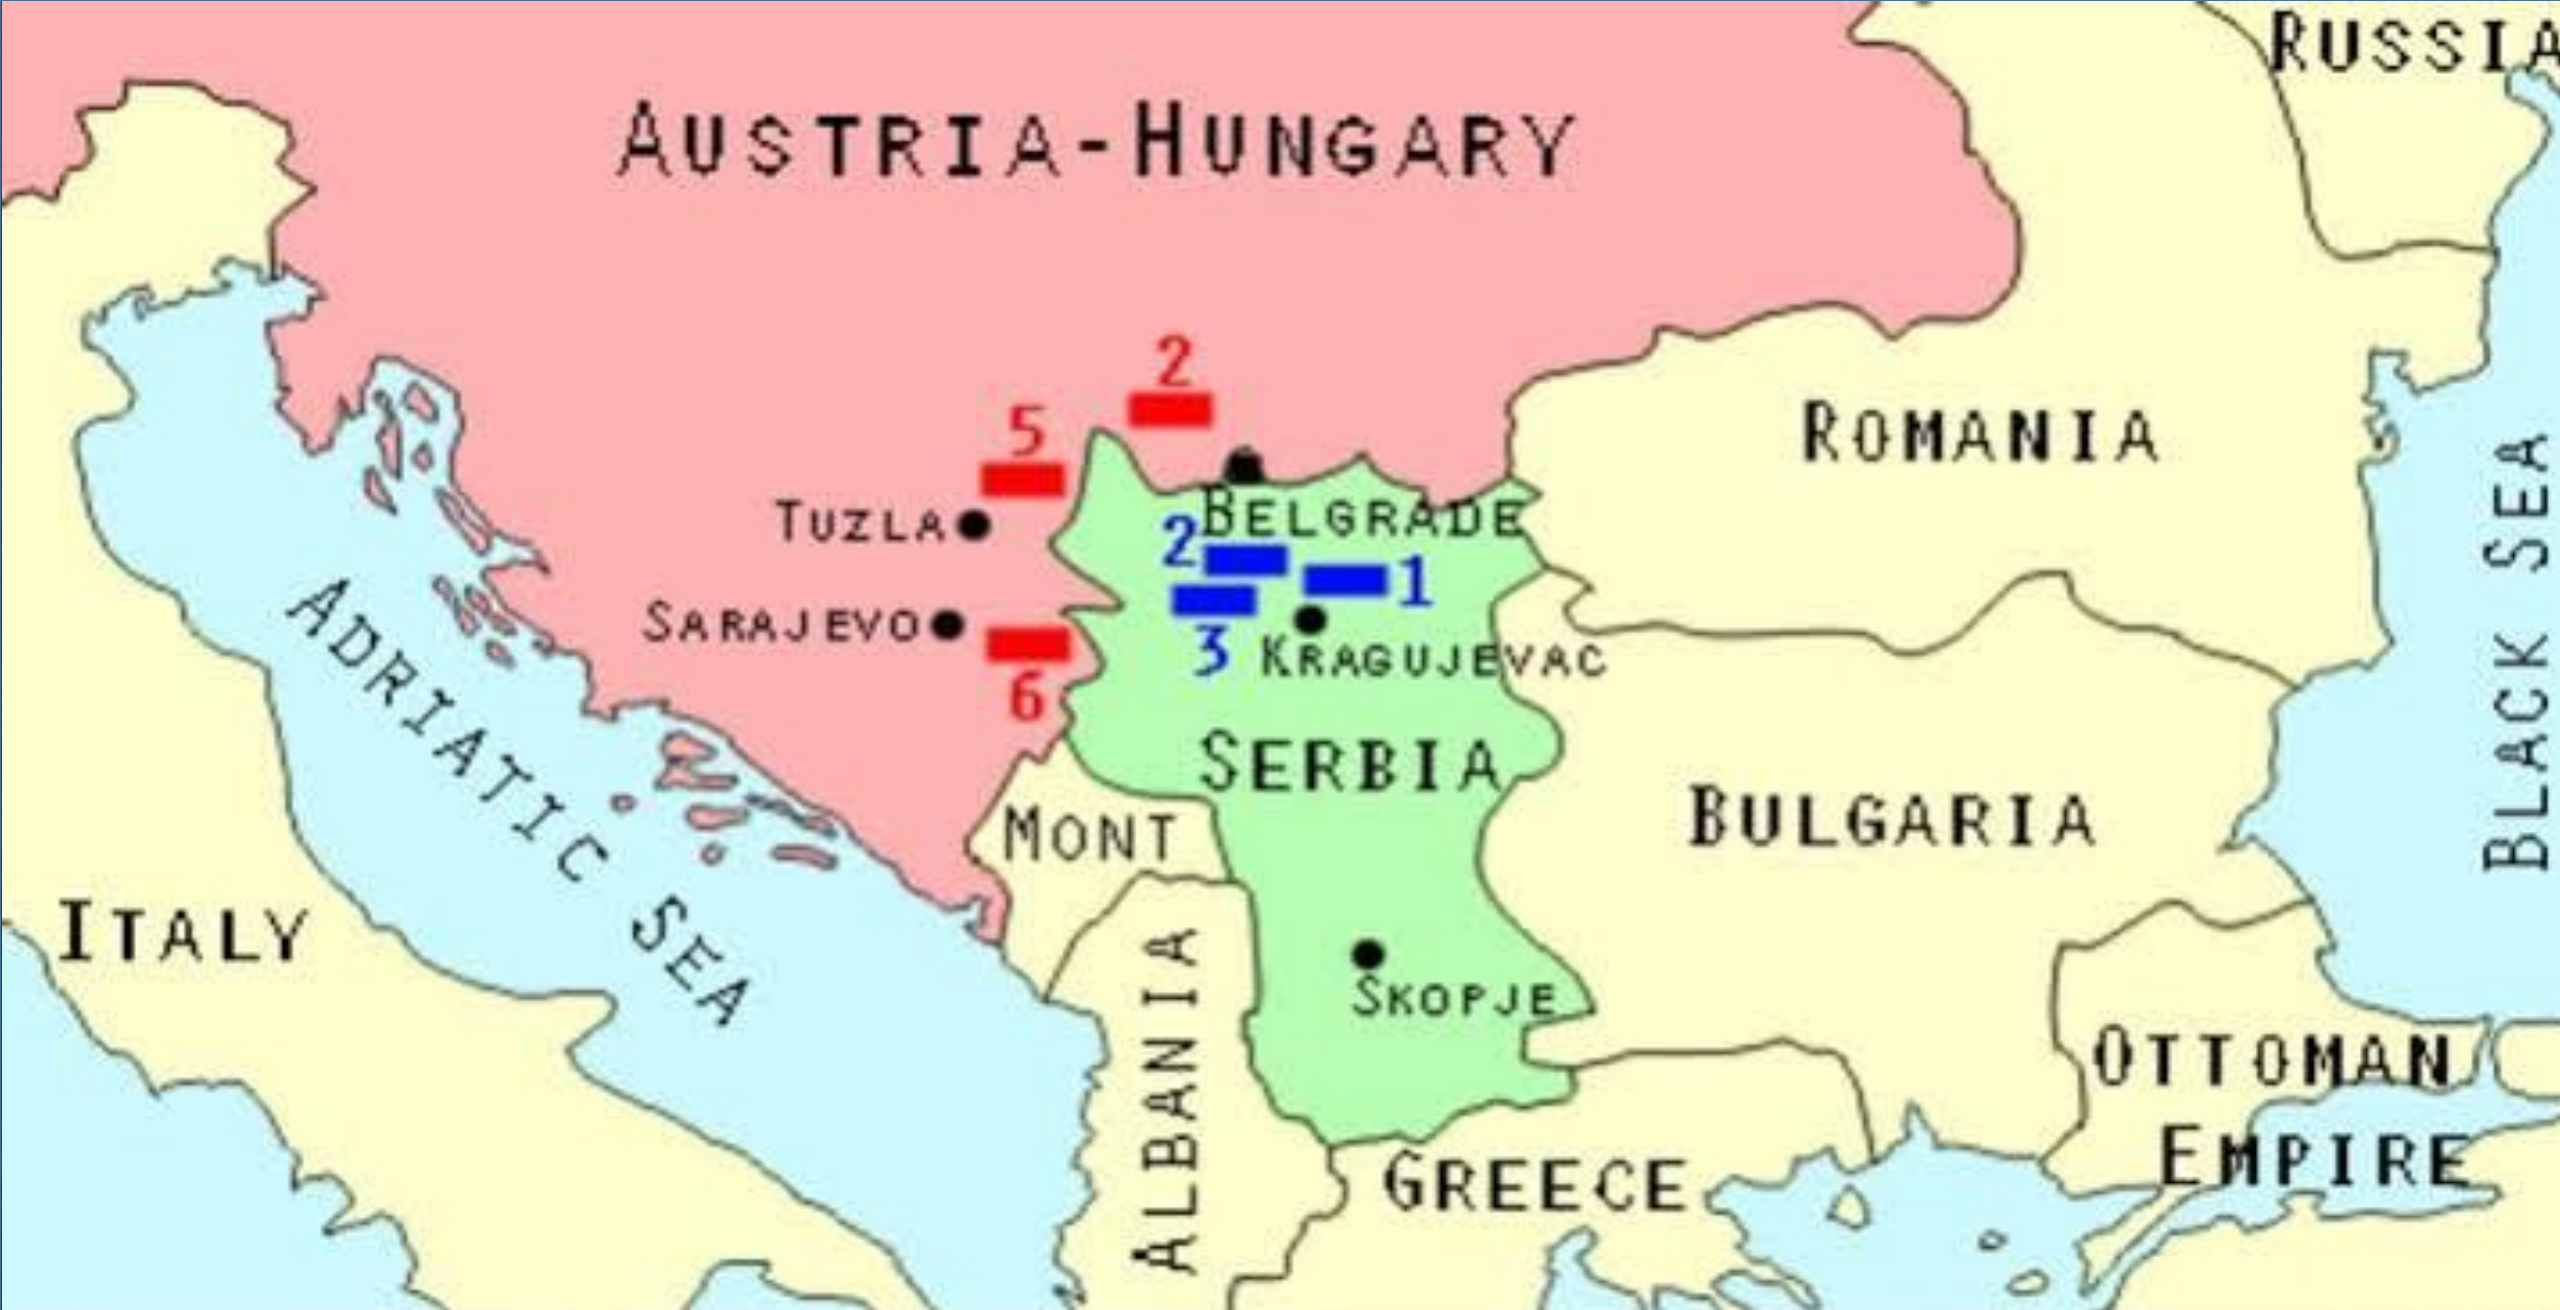 RUSSIA
AUSTRIA-HUNGARY
2
5
ROMANIA
BELGRADE
TUZLA
2
1
SARAJEVO
3
KRAGUJEVAC
6
ADRIATIC SEA
BLACK SEA
SERBIA
MONT
BULGARIA
ITALY
SKOPJE
ALBANIA
OTTOMAN
EMPIRE
GREECE